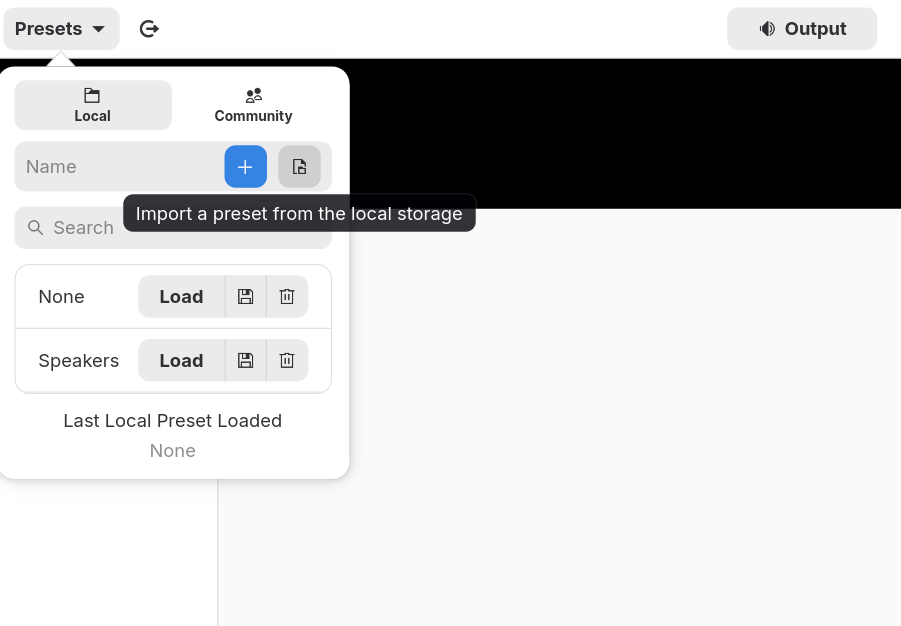 Presets
Output
Local
Community
Name
Import a preset from the local storage
Search
None
Load
Speakers
Load
Last Local Preset Loaded
None